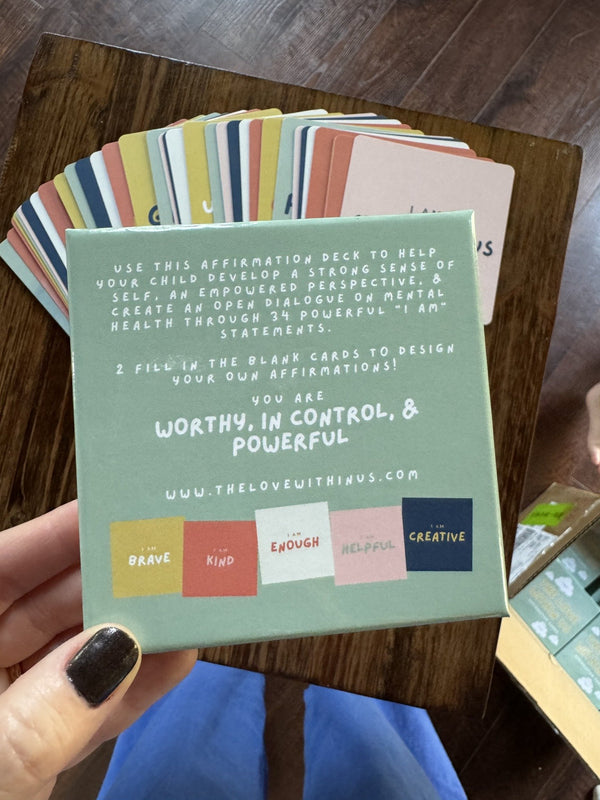 I AM
US
USE THIS AFFIRMATION DECK TO HELP
YOUR CHILD DEVELOP A STRONG SENSE OF
SELF, AN EMPOWERED PERSPECTIVE, &
CREATE AN OPEN DIALOGUE ON MENTAL
HEALTH THROUGH 34 POWERFUL "I AM"
STATEMENTS.
2 FILL IN THE BLANK CARDS TO DESIGN
YOUR OWN AFFIRMATIONS!
YOU ARE
WORTHY, IN CONTROL, &
POWERFUL
WWW.THELOVEWITHINUS.COM
I AM
BRAVE
I AM
KIND
I AM
ENOUGH
I AM
HELPFUL
I AM
CREATIVE